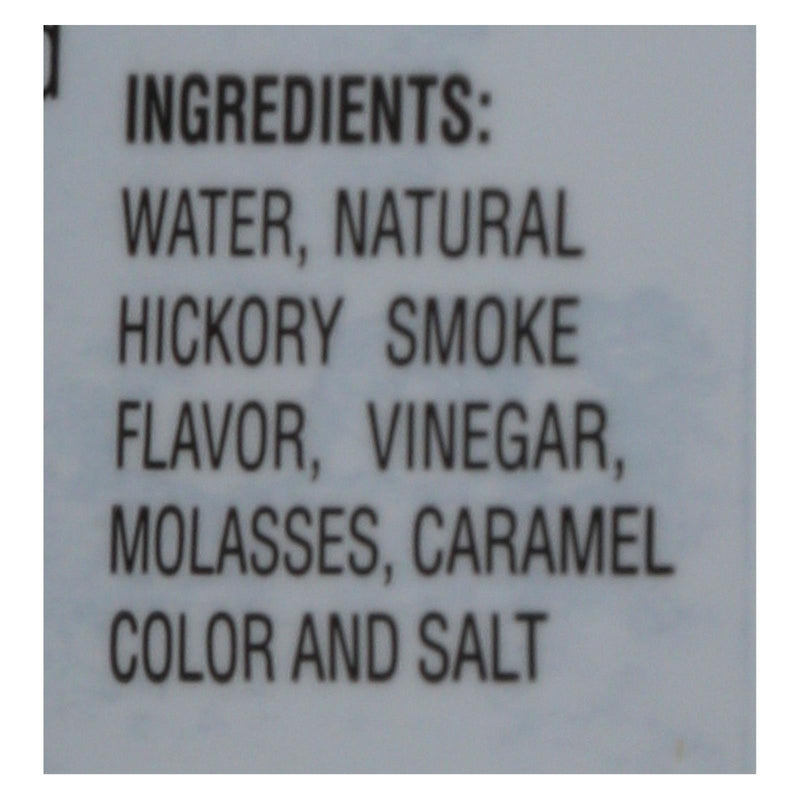 INGREDIENTS:
WATER, NATURAL
HICKORY SMOKE
FLAVOR, VINEGAR,
MOLASSES, CARAMEL
COLOR AND SALT